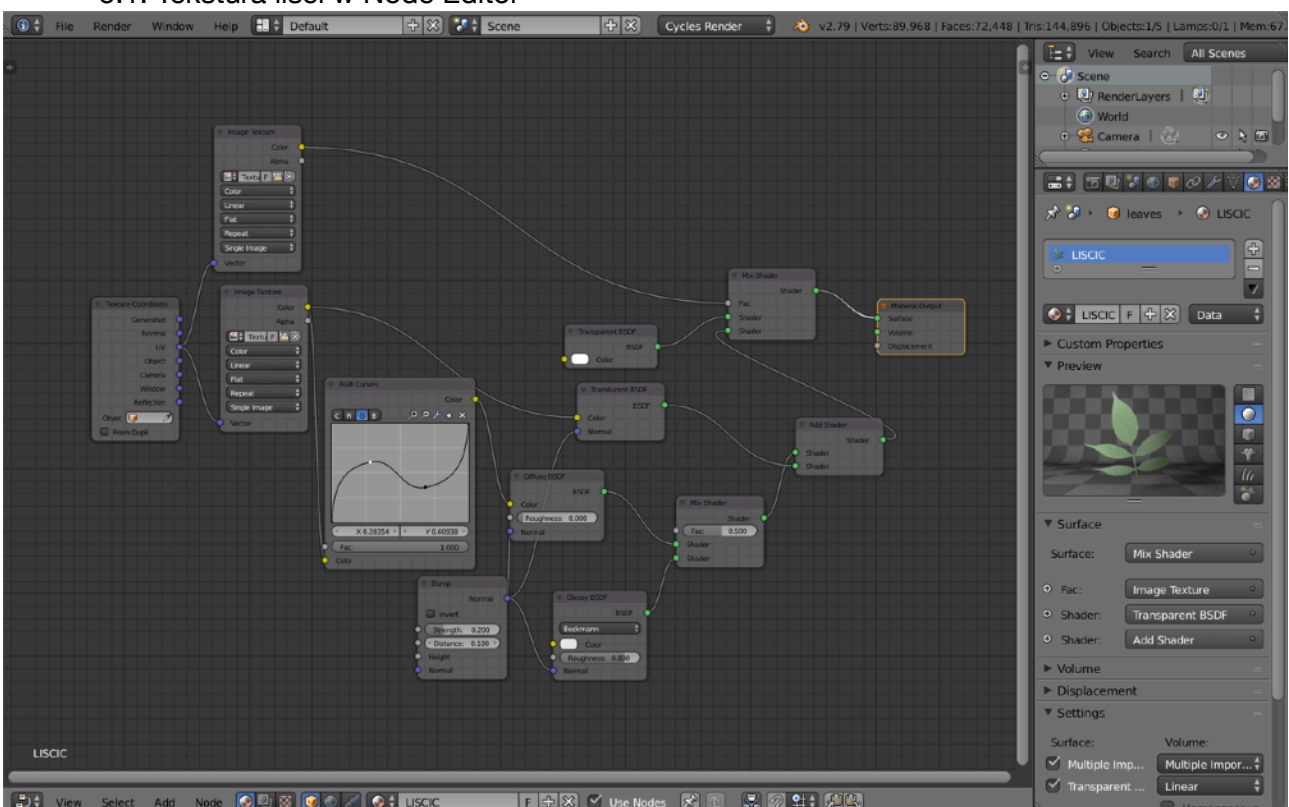 5.1. Tekstura liści w Node Editor
File Render Window Help Default Scene Cycles Render v2.79 | Verts:89,968 | Faces:72,448 | Tris:144,896 | Objects:1/5 | Lamps:0/1 | Mem:67.
View Search All Scenes
Scene
RenderLayers |
World
Camera |
leaves LISCIC
LISCIC
LISCIC F Data
Custom Properties
Preview
Surface
Surface: Mix Shader
Fac: Image Texture
Shader: Transparent BSDF
Shader: Add Shader
Volume
Displacement
Settings
Surface: Volume:
Multiple Imp... Multiple Impor...
Transparent ... Linear
Image Texture
Color
Alpha
Textu F
Color
Linear
Flat
Repeat
Single Image
Vector
Texture Coordinate
Generated
Normal
UV
Object
Camera
Window
Reflection
Objec:
From Dupli
Image Texture
Color
Alpha
Textu F
Color
Linear
Flat
Repeat
Single Image
Vector
RGB Curves
Color
C R G B
X 0.28354 Y 0.60938
Fac: 1.000
Color
Bump
Normal
Invert
Strength: 0.200
Distance: 0.100
Height
Normal
Diffuse BSDF
BSDF
Color
Roughness: 0.000
Normal
Glossy BSDF
BSDF
Beckmann
Color
Roughness: 0.800
Normal
Transparent BSDF
BSDF
Color
Translucent BSDF
BSDF
Color
Normal
Mix Shader
Shader
Fac: 0.500
Shader
Shader
Add Shader
Shader
Shader
Shader
Mix Shader
Shader
Fac
Shader
Shader
Material Output
Surface
Volume
Displacement
LISCIC
View Select Add Node LISCIC F Use Nodes